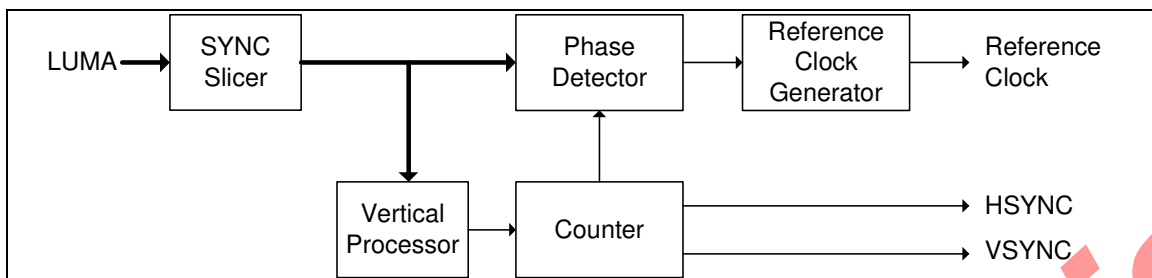 LUMA
SYNC
Slicer
Phase
Detector
Reference
Clock
Generator
Reference
Clock
Vertical
Processor
Counter
HSYNC
VSYNC